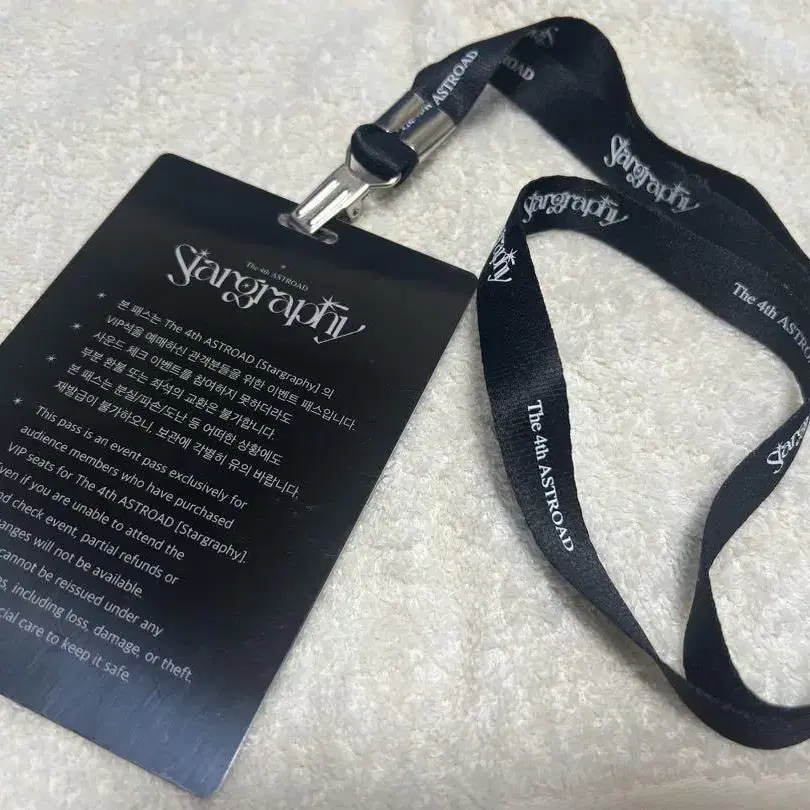 The 4th ASTROAD
Stargraphy
본 패스는 The 4th ASTROAD [Stargraphy] 의
VIP석을 예매하신 관객분들을 위한 이벤트 패스입니다.
사운드 체크 이벤트를 참여하지 못하더라도
부분 환불 또는 좌석의 교환은 불가합니다.
본 패스는 분실/파손/도난 등 어떠한 상황에도
재발급이 불가하오니, 보관에 각별히 유의 바랍니다.
This pass is an event pass exclusively for
audience members who have purchased
VIP seats for The 4th ASTROAD [Stargraphy].
if you are unable to attend the
check event, partial refunds or
will not be available.
cannot be reissued under any
including loss, damage, or theft.
care to keep it safe.
ASTROAD
Stargraphy
Stargraphy
The 4th ASTROAD
The 4th ASTROAD